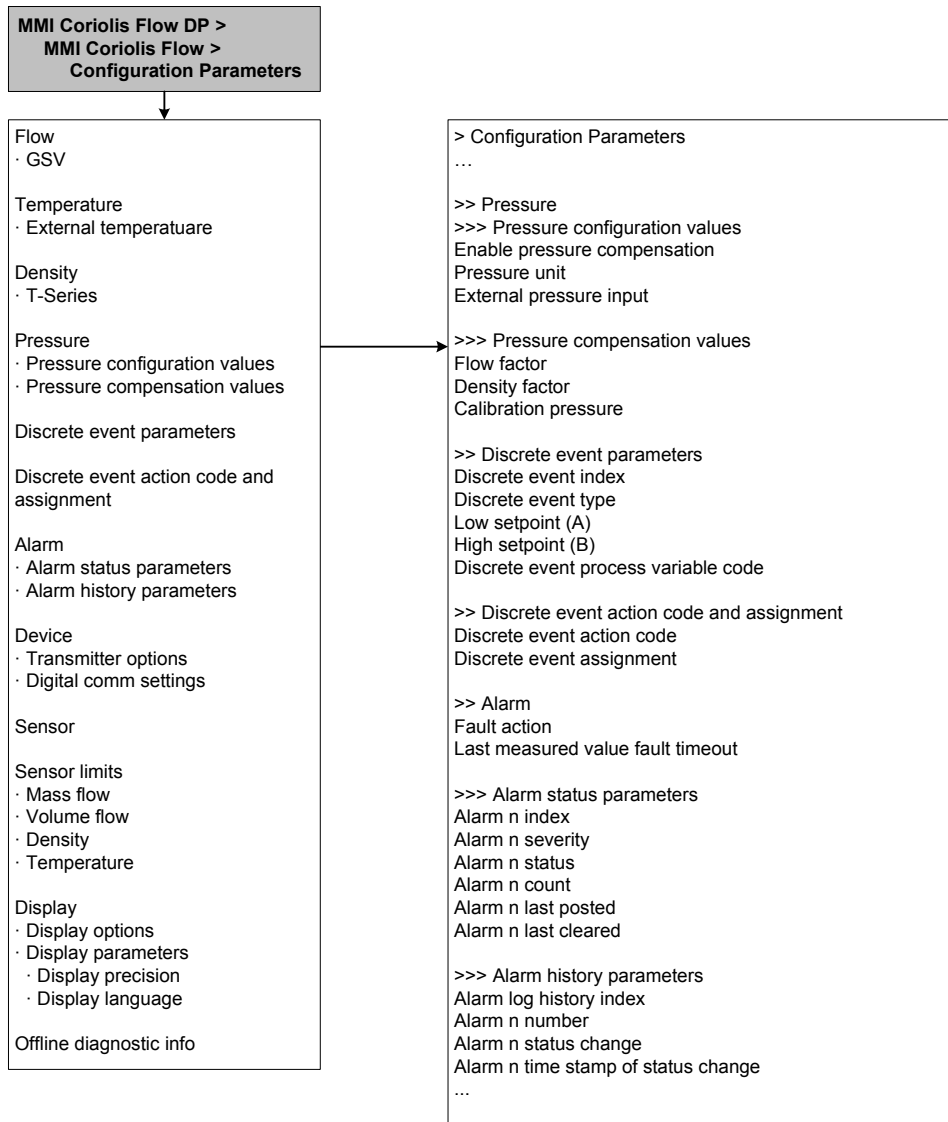 MMI Coriolis Flow DP >
MMI Coriolis Flow >
Configuration Parameters
Flow
· GSV
Temperature
· External temperatuare
Density
· T-Series
Pressure
· Pressure configuration values
· Pressure compensation values
Discrete event parameters
Discrete event action code and
assignment
Alarm
· Alarm status parameters
· Alarm history parameters
Device
· Transmitter options
· Digital comm settings
Sensor
Sensor limits
· Mass flow
· Volume flow
· Density
· Temperature
Display
· Display options
· Display parameters
· Display precision
· Display language
Offline diagnostic info
> Configuration Parameters
…
>> Pressure
>>> Pressure configuration values
Enable pressure compensation
Pressure unit
External pressure input
>>> Pressure compensation values
Flow factor
Density factor
Calibration pressure
>> Discrete event parameters
Discrete event index
Discrete event type
Low setpoint (A)
High setpoint (B)
Discrete event process variable code
>> Discrete event action code and assignment
Discrete event action code
Discrete event assignment
>> Alarm
Fault action
Last measured value fault timeout
>>> Alarm status parameters
Alarm n index
Alarm n severity
Alarm n status
Alarm n count
Alarm n last posted
Alarm n last cleared
>>> Alarm history parameters
Alarm log history index
Alarm n number
Alarm n status change
Alarm n time stamp of status change
...